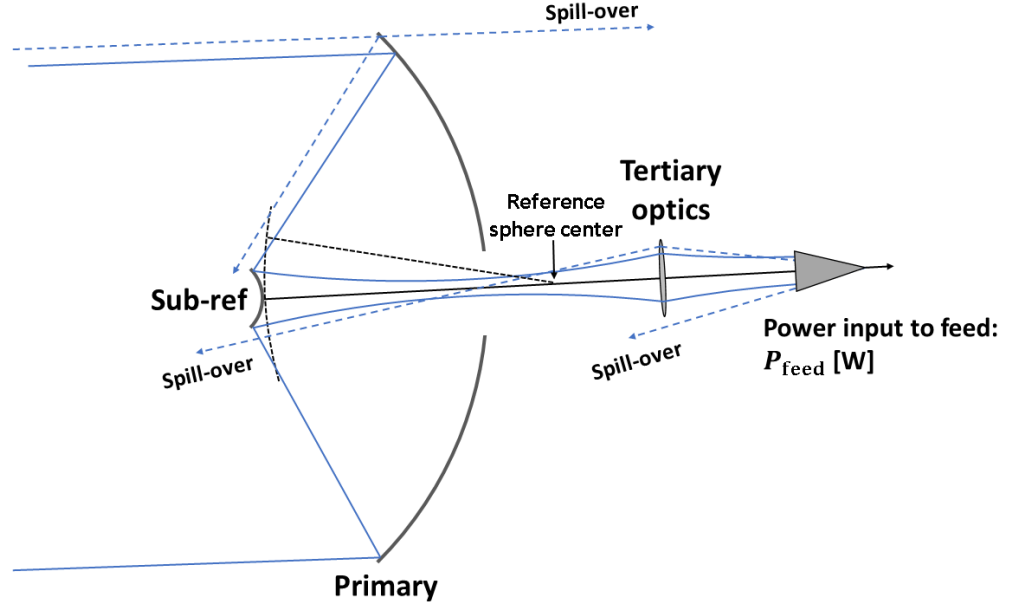 Spill-over
Tertiary
optics
Reference
sphere center
Sub-ref
Spill-over
Spill-over
Power input to feed:
P_feed [W]
Primary